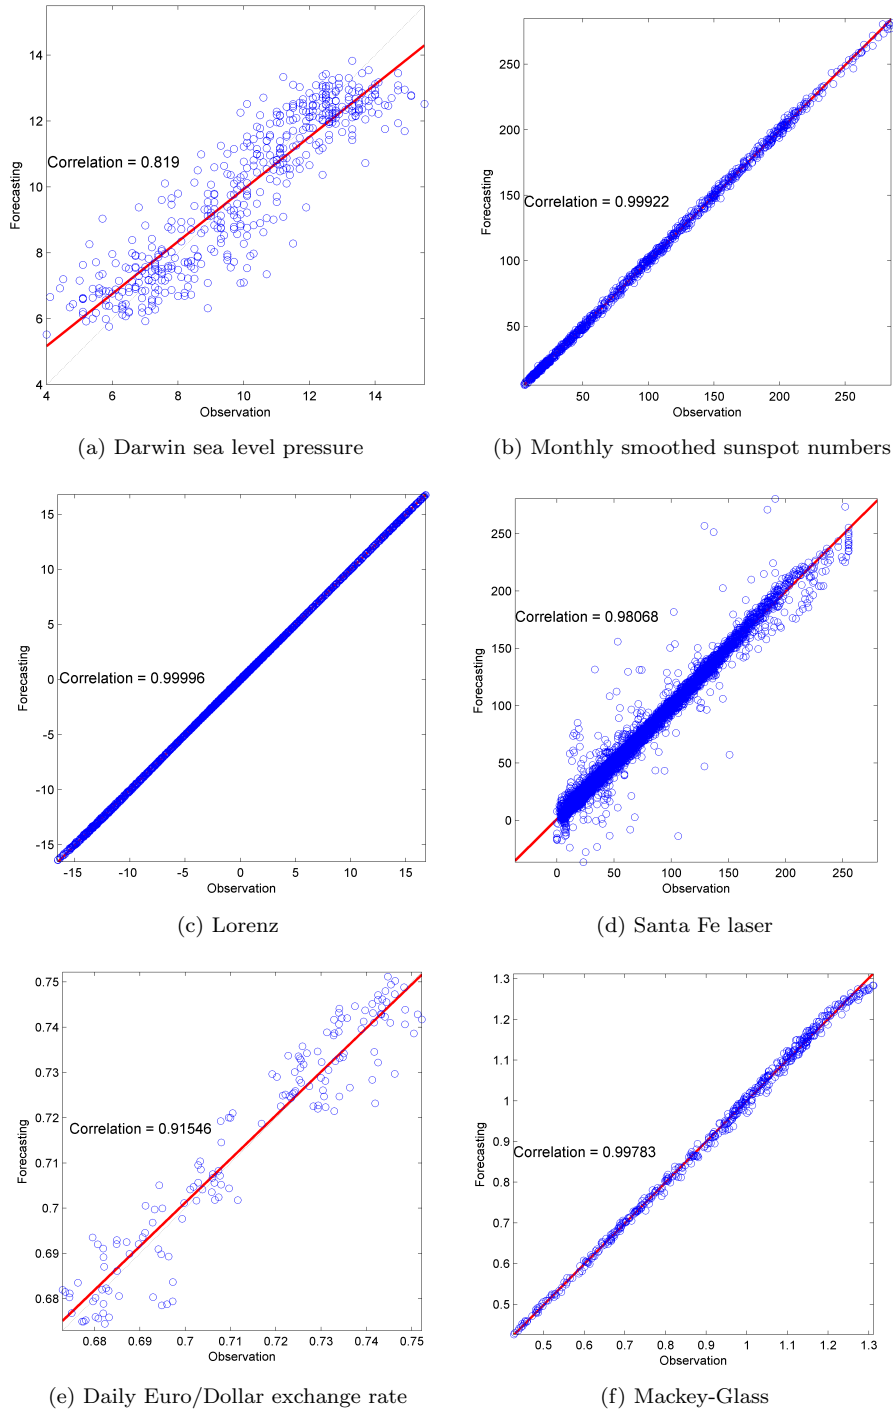 14
12
10
8
6
4
Forecasting
Correlation = 0.819
4 6 8 10 12 14
Observation
(a) Darwin sea level pressure
250
200
150
100
50
Forecasting
Correlation = 0.99922
50 100 150 200 250
Observation
(b) Monthly smoothed sunspot numbers
15
10
5
0
-5
-10
-15
Forecasting
Correlation = 0.99996
-15 -10 -5 0 5 10 15
Observation
(c) Lorenz
250
200
150
100
50
0
Forecasting
Correlation = 0.98068
0 50 100 150 200 250
Observation
(d) Santa Fe laser
0.75
0.74
0.73
0.72
0.71
0.7
0.69
0.68
Forecasting
Correlation = 0.91546
0.68 0.69 0.7 0.71 0.72 0.73 0.74 0.75
Observation
(e) Daily Euro/Dollar exchange rate
1.3
1.2
1.1
1
0.9
0.8
0.7
0.6
0.5
Forecasting
Correlation = 0.99783
0.5 0.6 0.7 0.8 0.9 1 1.1 1.2 1.3
Observation
(f) Mackey-Glass